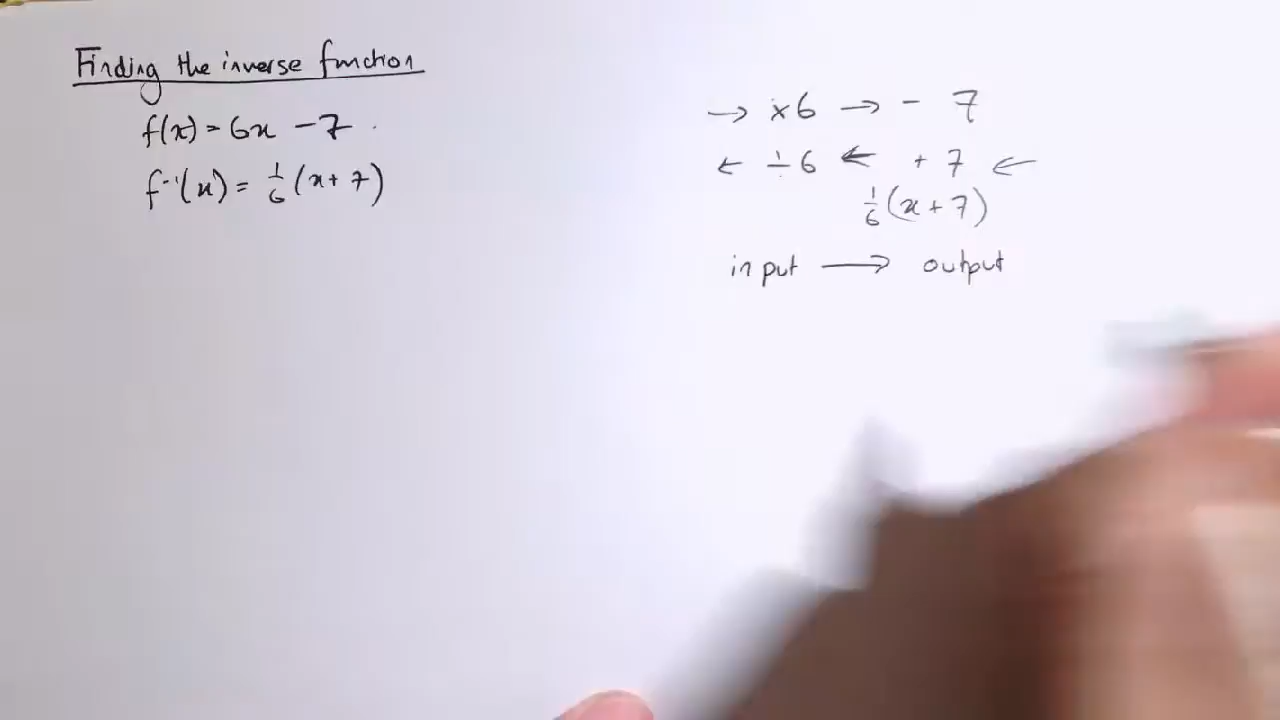 Finding the inverse function
f(x) = 6x - 7
f⁻¹(x) = 1/6 (x + 7)
→ ×6 → - 7
← ÷6 ← + 7 ←
1/6 (x + 7)
input → output